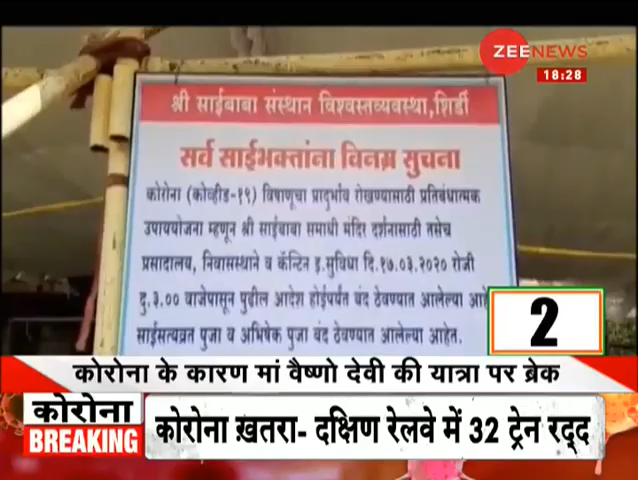 ZEE NEWS
18:28
श्री साईबाबा संस्थान विश्वस्तव्यवस्था,शिर्डी
सर्व साईभक्तांना विनम्र सुचना
कोरोना (कोव्हीड-१९) विषाणूचा प्रादुर्भाव रोखण्यासाठी प्रतिबंधात्मक
उपाययोजना म्हणून श्री साईबाबा समाधी मंदिर दर्शनासाठी तसेच
प्रसादालय, निवासस्थाने व कॅन्टिन इ.सुविधा दि.१७.०३.२०२० रोजी
दु.३.०० वाजेपासून पुढील आदेश होईपर्यंत बंद ठेवण्यात आलेल्या
साईसत्यव्रत पुजा व अभिषेक पुजा बंद ठेवण्यात आलेल्या आहेत.
2
कोरोना के कारण मां वैष्णो देवी की यात्रा पर ब्रेक
कोरोना
BREAKING
कोरोना ख़तरा- दक्षिण रेलवे में 32 ट्रेन रद्द